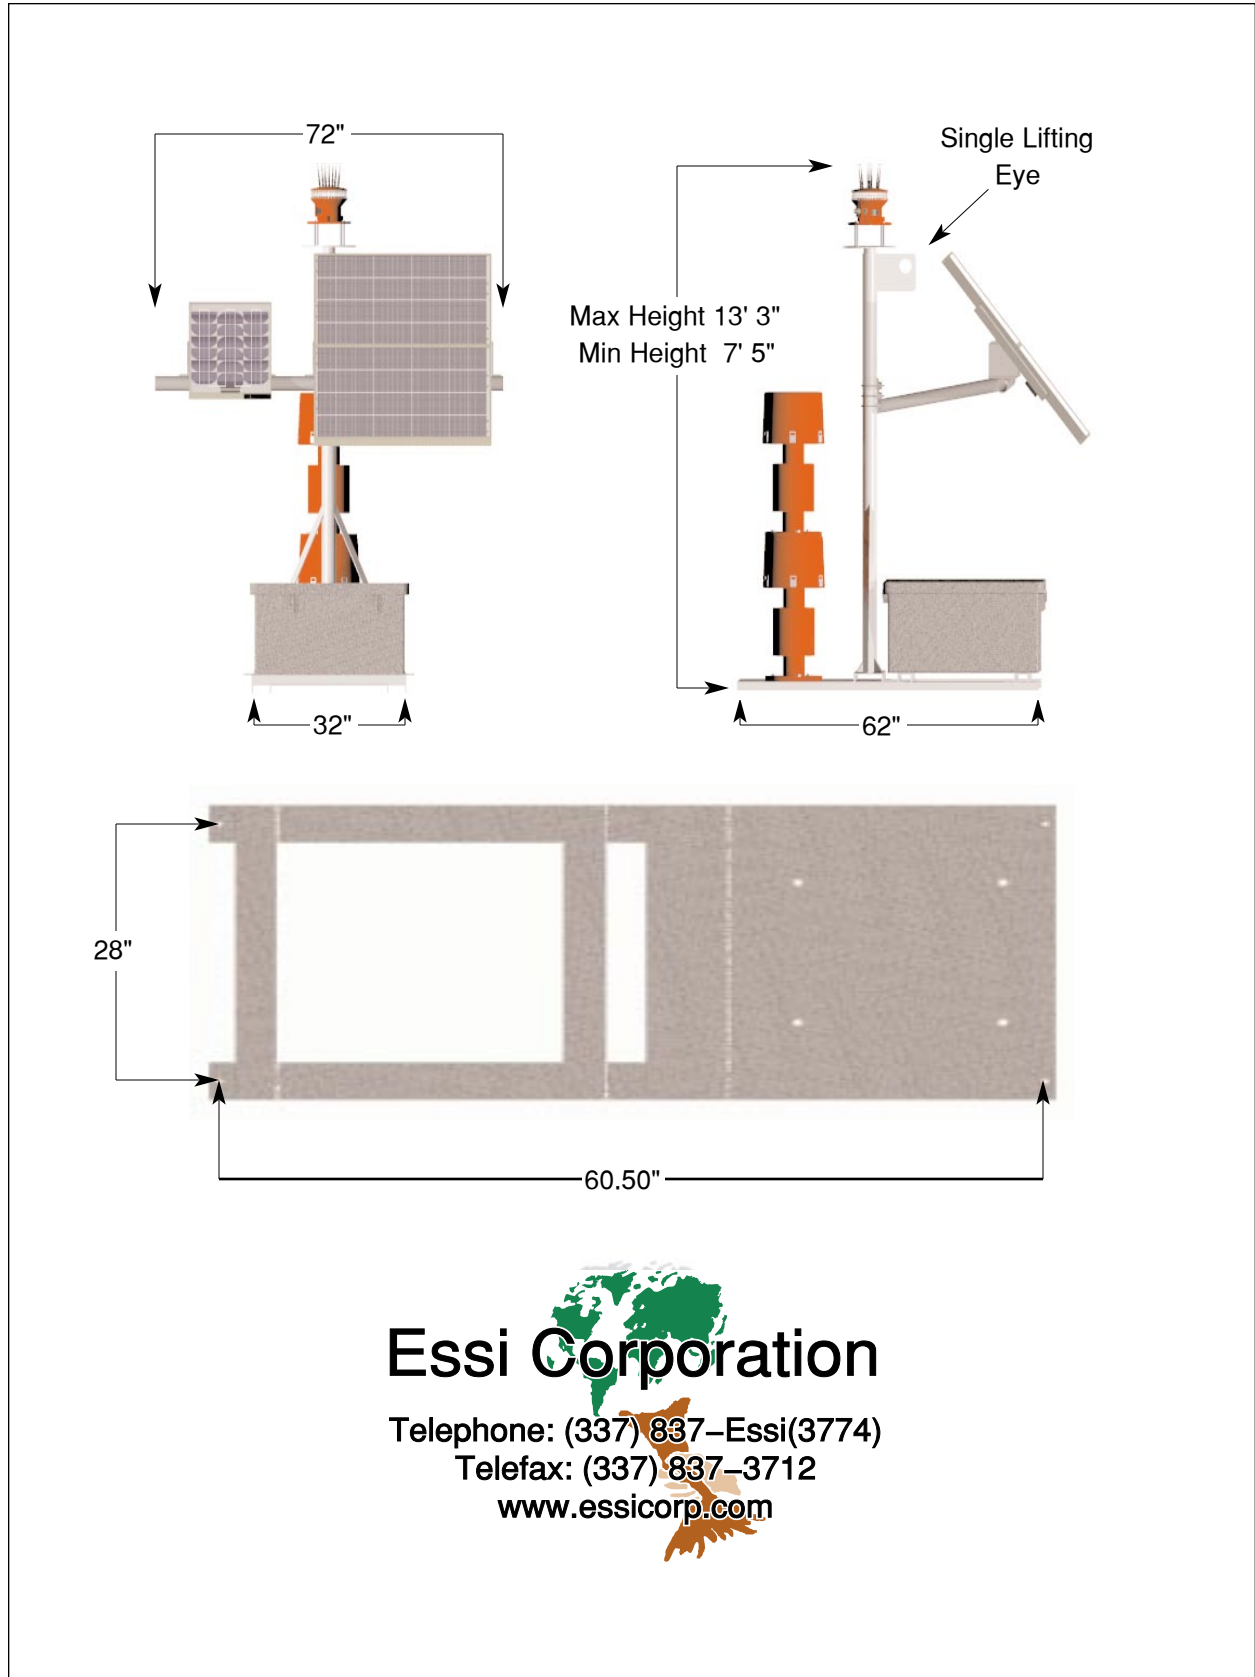 72"
Single Lifting
Eye
Max Height 13' 3"
Min Height 7' 5"
32"
62"
28"
60.50"
Essi Corporation
Telephone: (337) 837–Essi(3774)
Telefax: (337) 837–3712
www.essicorp.com